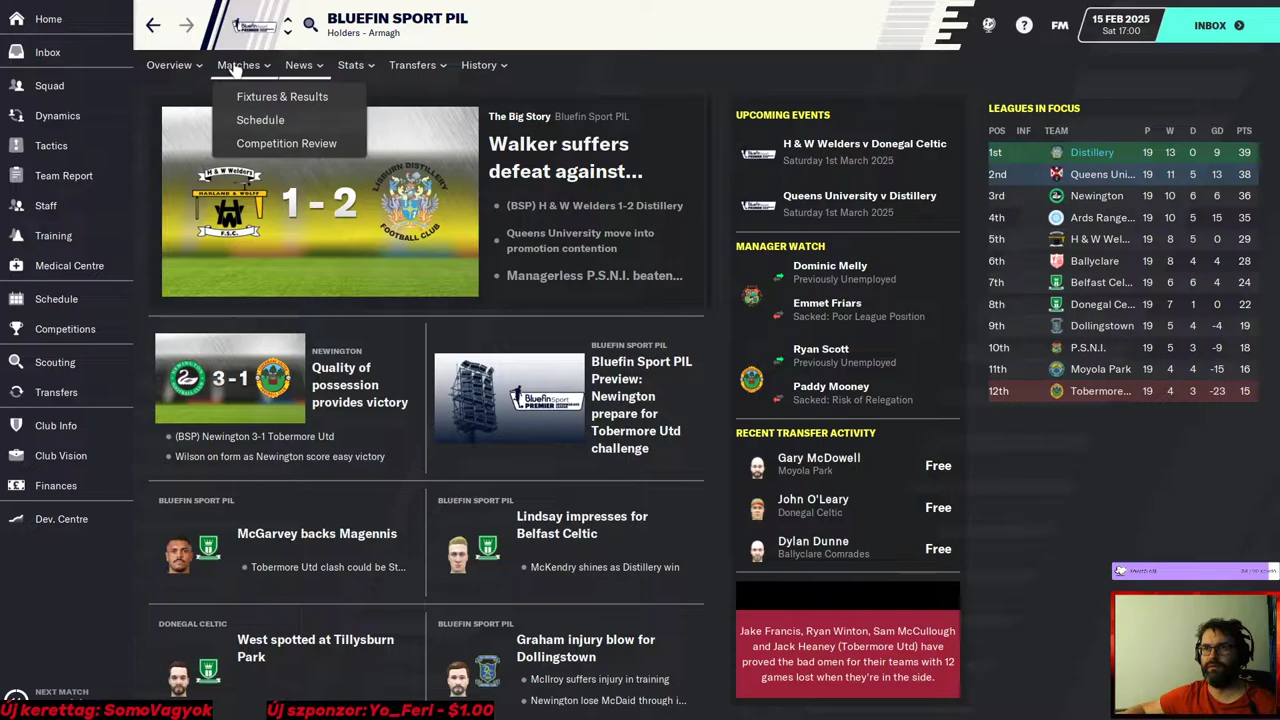 Home
Inbox
Squad
Dynamics
Tactics
Team Report
Staff
Training
Medical Centre
Schedule
Competitions
Scouting
Transfers
Club Info
Club Vision
Finances
Dev. Centre
NEXT MATCH
BLUEFIN SPORT PIL
Holders - Armagh
?
FM
15 FEB 2025
Sat 17:00
INBOX
Overview
Matches
News
Stats
Transfers
History
Fixtures & Results
Schedule
Competition Review
H & W Welders
HARLAND & WOLFF
F.S.C.
1 - 2
LISBURN DISTILLERY
FOOTBALL CLUB
The Big Story Bluefin Sport PIL
Walker suffers
defeat against...
(BSP) H & W Welders 1-2 Distillery
Queens University move into
promotion contention
Managerless P.S.N.I. beaten...
3 - 1
NEWINGTON
Quality of
possession
provides victory
(BSP) Newington 3-1 Tobermore Utd
Wilson on form as Newington score easy victory
BLUEFIN SPORT PIL
Bluefin Sport PIL
Preview:
Newington
prepare for
Tobermore Utd
challenge
BLUEFIN SPORT PIL
McGarvey backs Magennis
Tobermore Utd clash could be St...
BLUEFIN SPORT PIL
Lindsay impresses for
Belfast Celtic
McKendry shines as Distillery win
DONEGAL CELTIC
West spotted at Tillysburn
Park
BLUEFIN SPORT PIL
Graham injury blow for
Dollingstown
McIlroy suffers injury in training
Newington lose McDaid through i...
UPCOMING EVENTS
H & W Welders v Donegal Celtic
Saturday 1st March 2025
Queens University v Distillery
Saturday 1st March 2025
MANAGER WATCH
Dominic Melly
Previously Unemployed
Emmet Friars
Sacked: Poor League Position
Ryan Scott
Previously Unemployed
Paddy Mooney
Sacked: Risk of Relegation
RECENT TRANSFER ACTIVITY
Gary McDowell
Moyola Park
Free
John O'Leary
Donegal Celtic
Free
Dylan Dunne
Ballyclare Comrades
Free
Jake Francis, Ryan Winton, Sam McCullough
and Jack Heaney (Tobermore Utd) have
proved the bad omen for their teams with 12
games lost when they're in the side.
LEAGUES IN FOCUS
POS INF TEAM P W D GD PTS
1st Distillery 19 13 0 9 39
2nd Queens Uni... 19 11 5 13 38
3rd Newington 19 10 6 6 36
4th Ards Range... 19 10 5 15 35
5th H & W Wel... 19 8 5 0 29
6th Ballyclare 19 8 4 4 28
7th Belfast Cel... 19 6 6 4 24
8th Donegal Ce... 19 7 1 0 22
9th Dollingstown 19 5 4 -4 19
10th P.S.N.I. 19 5 3 -9 18
11th Moyola Park 19 4 4 -15 16
12th Tobermore... 19 4 3 -23 15
Új kerettag: SomoVagyok
Új szponzor: Yo_Feri - $1.00